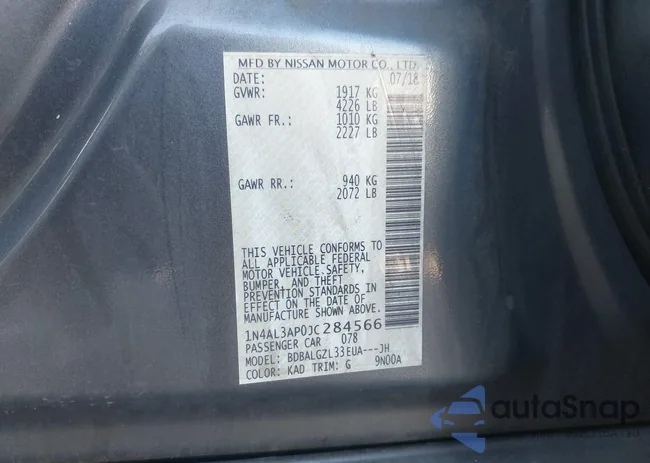 MFD BY NISSAN MOTOR CO., LTD.
DATE: 07/18
GVWR: 1917 KG
4226 LB
GAWR FR.: 1010 KG
2227 LB
GAWR RR.: 940 KG
2072 LB
THIS VEHICLE CONFORMS TO
ALL APPLICABLE FEDERAL
MOTOR VEHICLE SAFETY,
BUMPER, AND THEFT
PREVENTION STANDARDS IN
EFFECT ON THE DATE OF
MANUFACTURE SHOWN ABOVE.
1N4AL3AP0JC284566
PASSENGER CAR 078
MODEL: BDBALGZL33EUA---JH
COLOR: KAD TRIM: G 9N00A
autoSnap